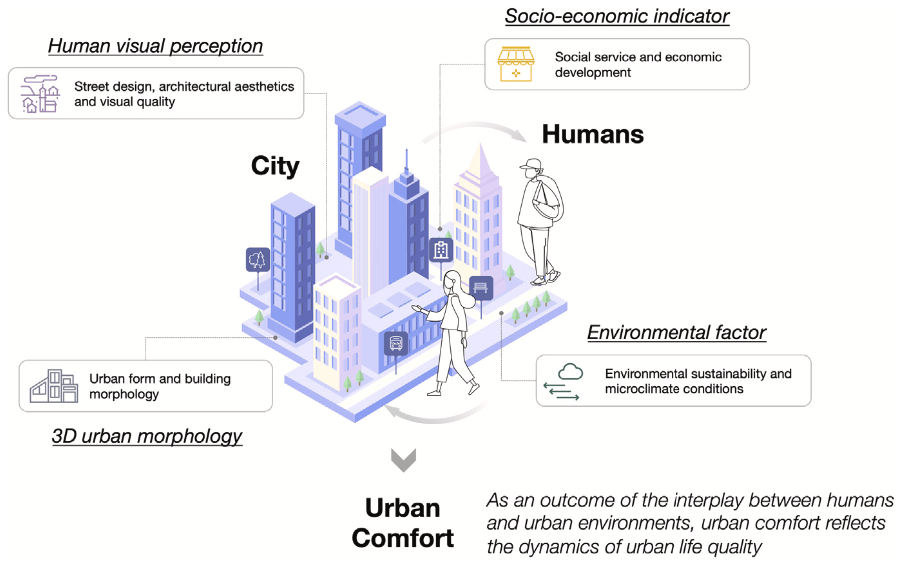 Socio-economic indicator
Human visual perception
Social service and economic
development
Street design, architectural aesthetics
and visual quality
Humans
City
Environmental factor
Environmental sustainability and
microclimate conditions
Urban form and building
morphology
3D urban morphology
Urban
Comfort
As an outcome of the interplay between humans
and urban environments, urban comfort reflects
the dynamics of urban life quality